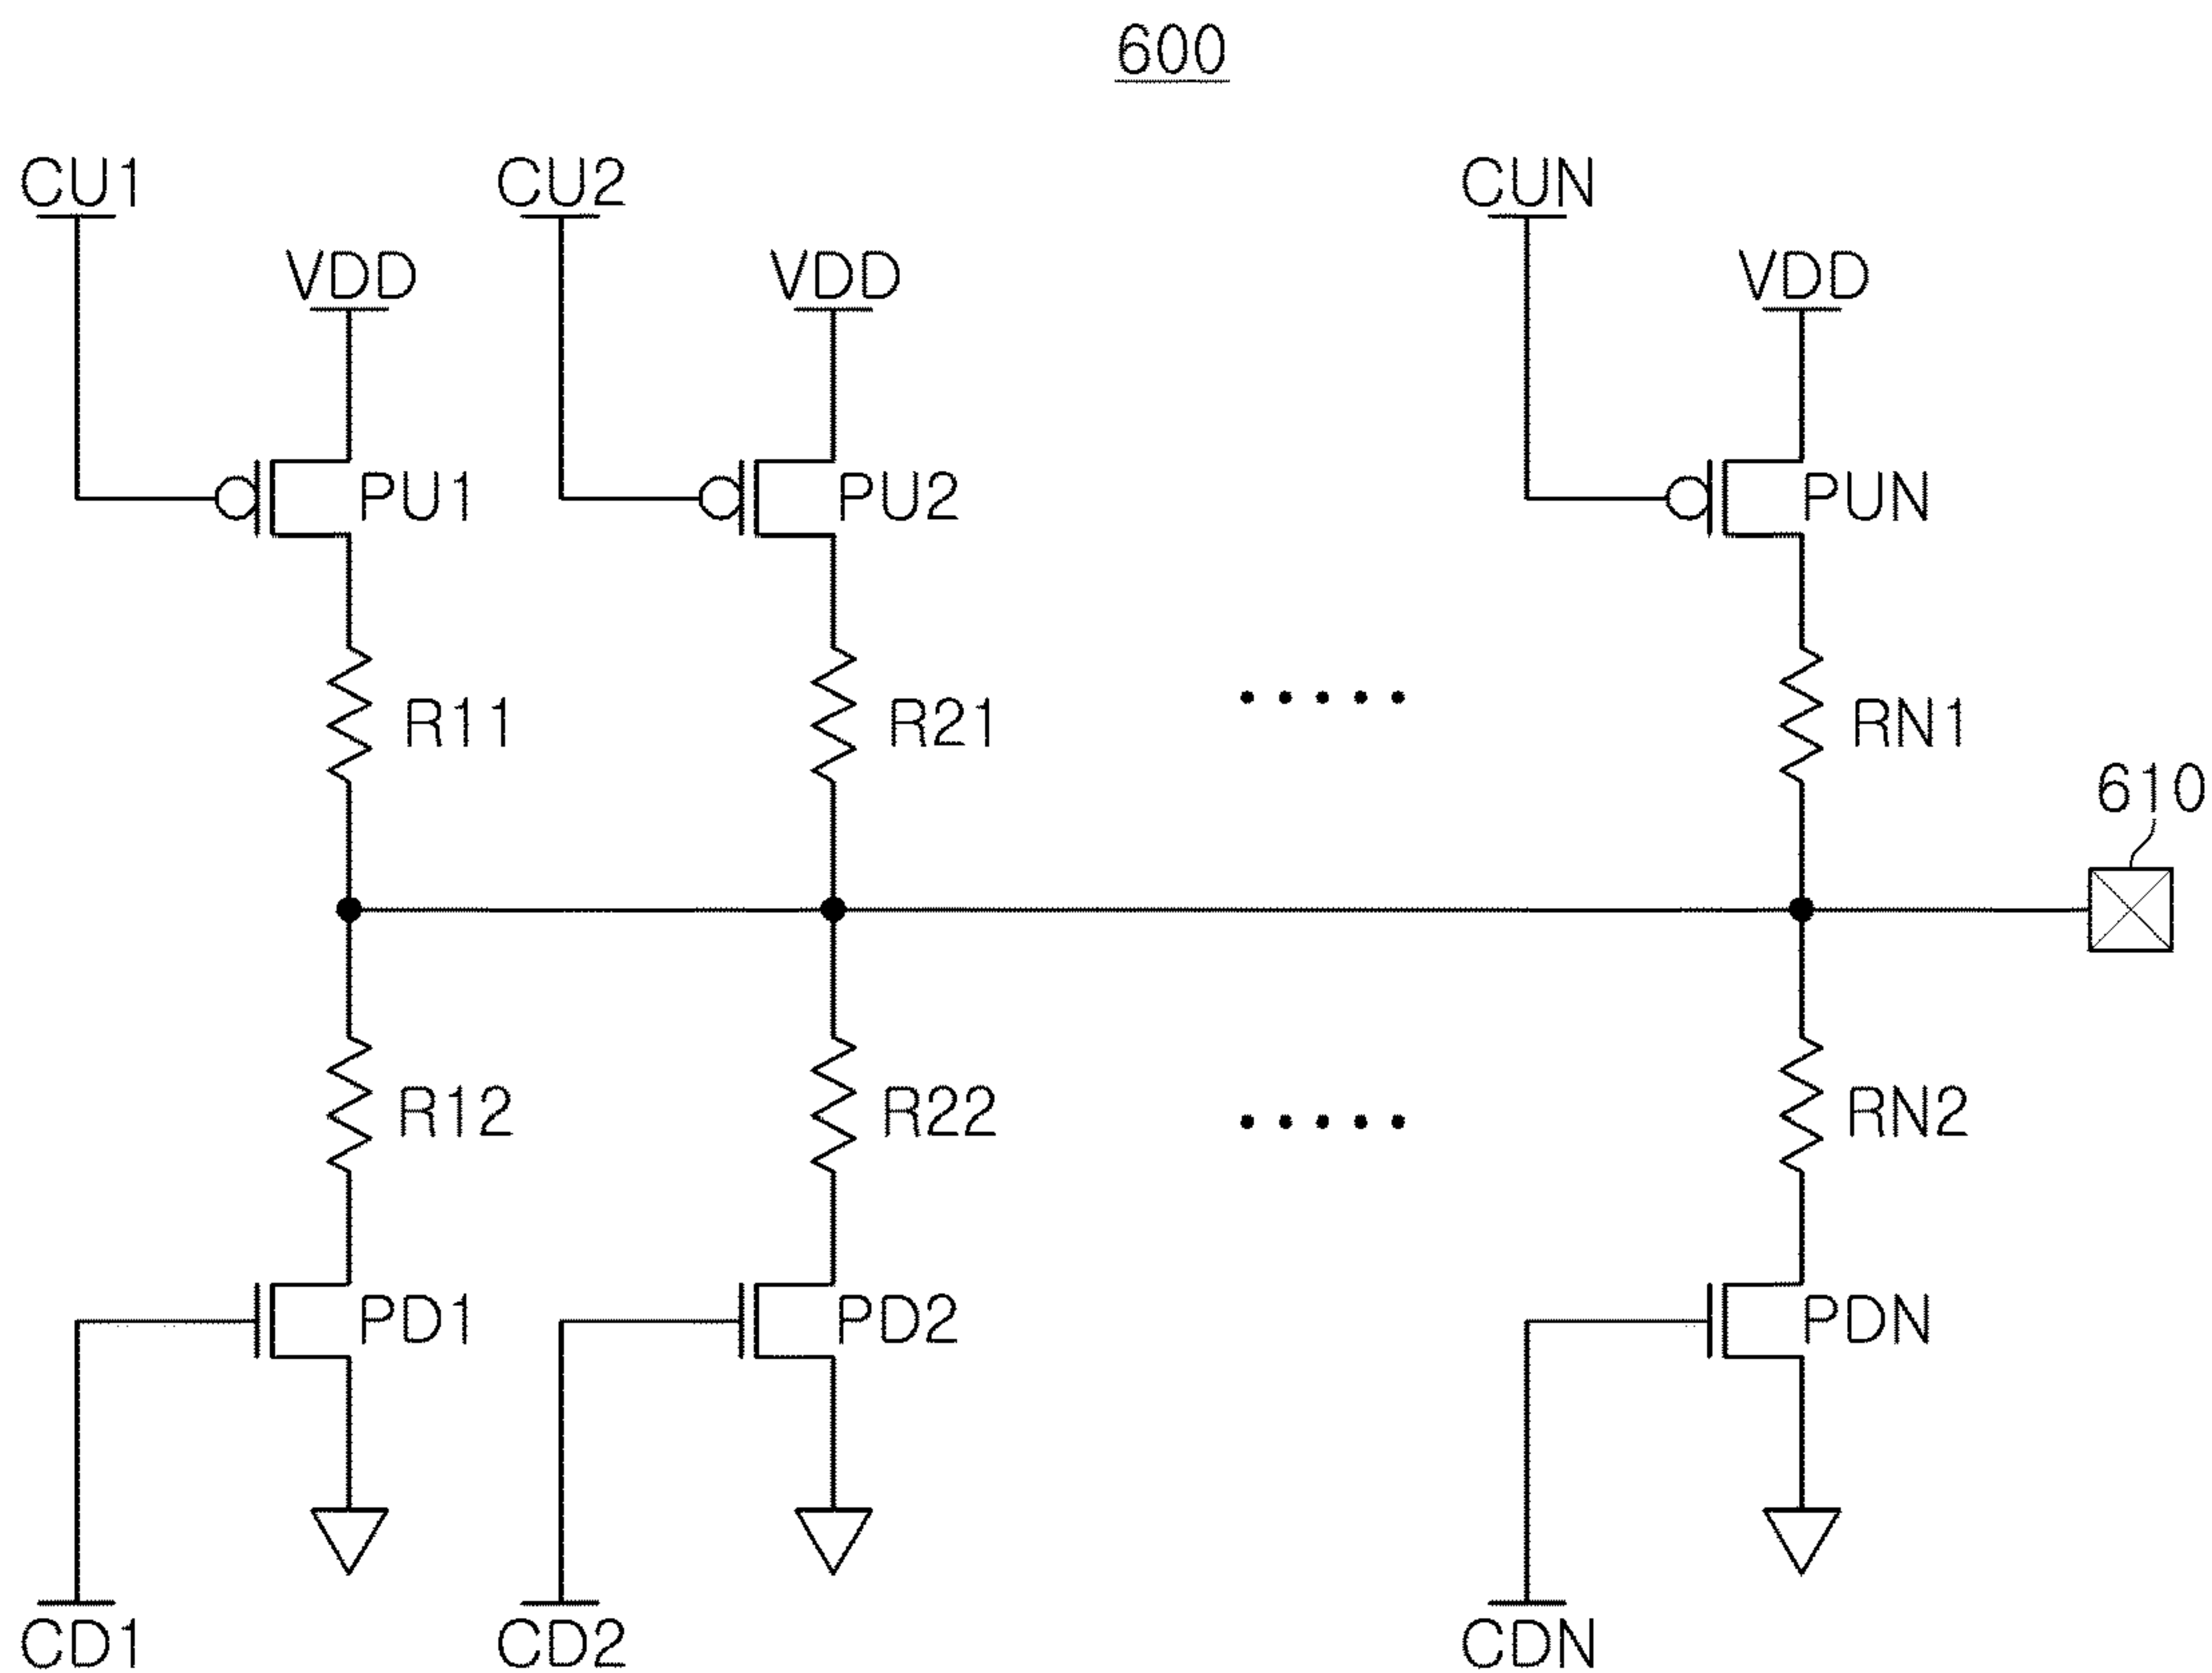 600
CU1 CU2 CUN
VDD VDD VDD
PU1 PU2 PUN
R11 R21 RN1
610
R12 R22 RN2
PD1 PD2 PDN
CD1 CD2 CDN